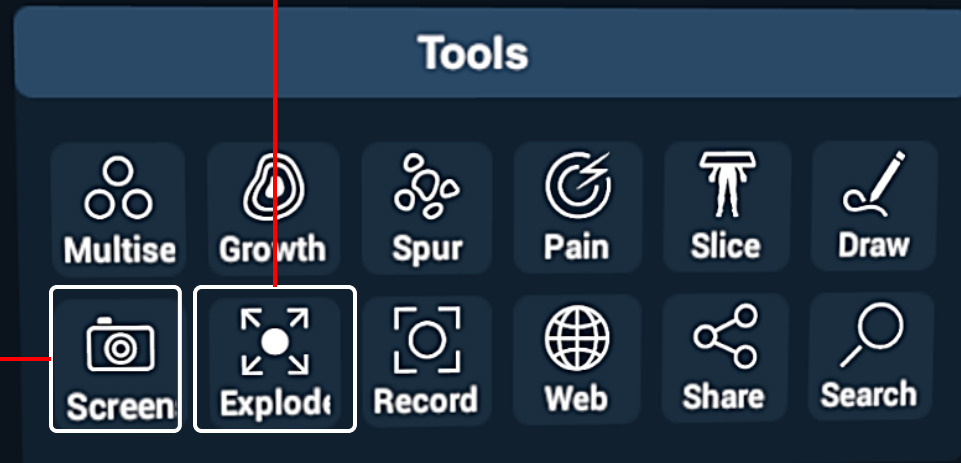 Tools
Multise Growth Spur Pain Slice Draw
Screen Explode Record Web Share Search